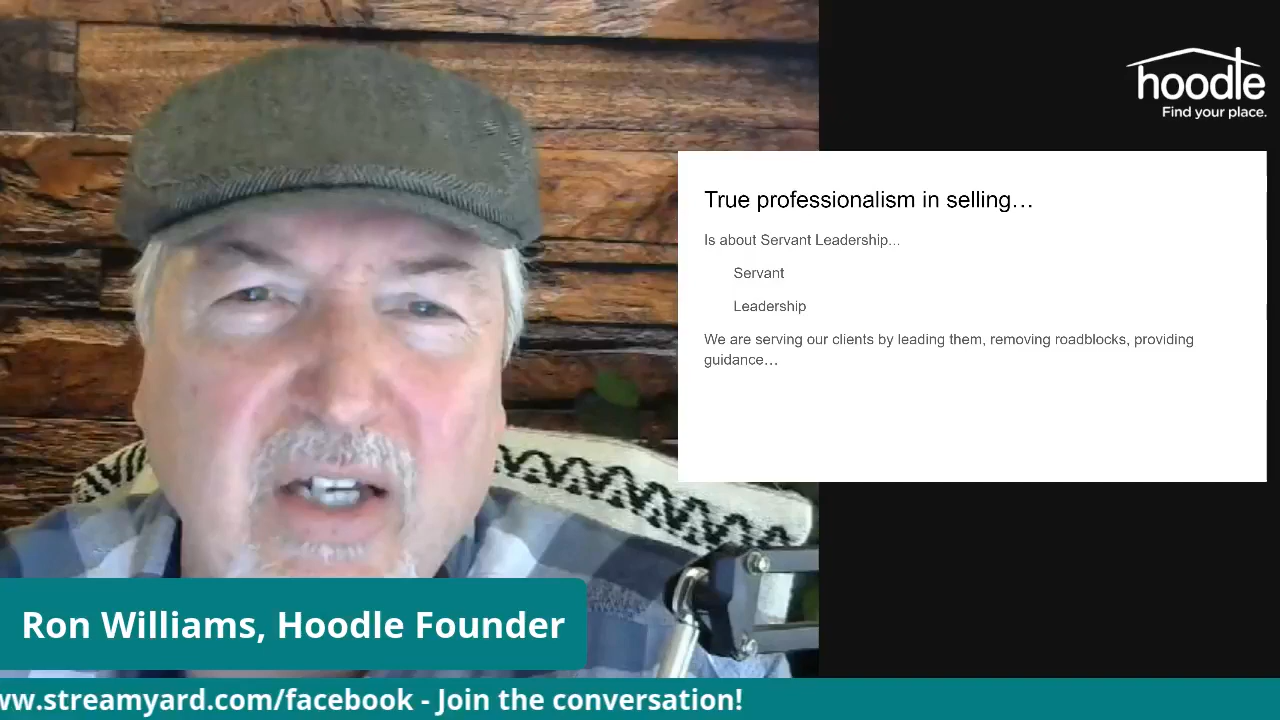 hoodle
Find your place.
True professionalism in selling…
Is about Servant Leadership...
Servant
Leadership
We are serving our clients by leading them, removing roadblocks, providing
guidance…
Ron Williams, Hoodle Founder
ww.streamyard.com/facebook - Join the conversation!